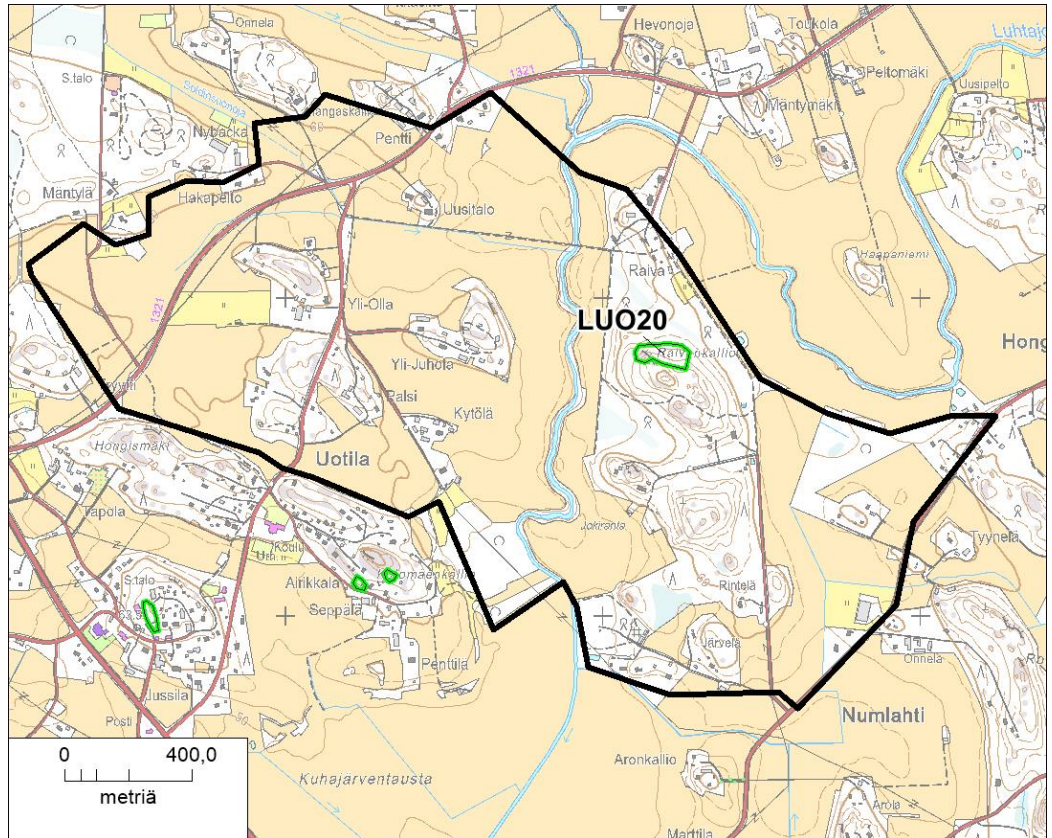 Onnela
Hevonoja
Toukola
Luhtajo
S.talo
1321
Peltomäki
Suldinsuonoja
Uusipelto
Mäntymäki
Nybacka
Pentti
Mäntylä
Hakapelto
Uusitalo
Haapaniemi
Raiva
1321
Yli-Olla
LUO20
Hong
Raivonkallio
Yli-Juhola
Palsi
Kytölä
Hongismäki
Uotila
Tapola
Jokiranta
Tyynelä
Koulu
S.talo
Airikkala
Rintelä
Seppälä
Järvelä
Onnela
Penttilä
Jussila
Posti
Numlahti
0 400,0
metriä
Kuhajärventausta
Aronkallio
Arola
Marttila